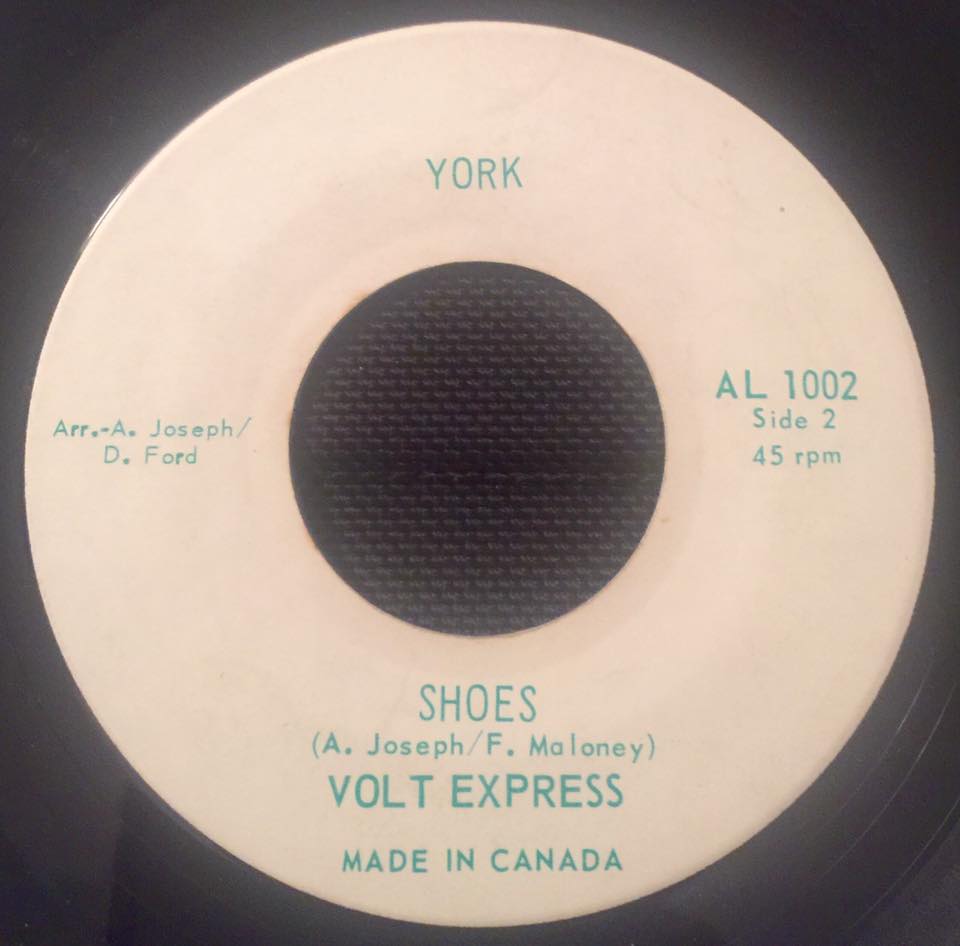 YORK
AL 1002
Side 2
45 rpm
Arr.-A. Joseph/
D. Ford
SHOES
(A. Joseph/F. Maloney)
VOLT EXPRESS
MADE IN CANADA